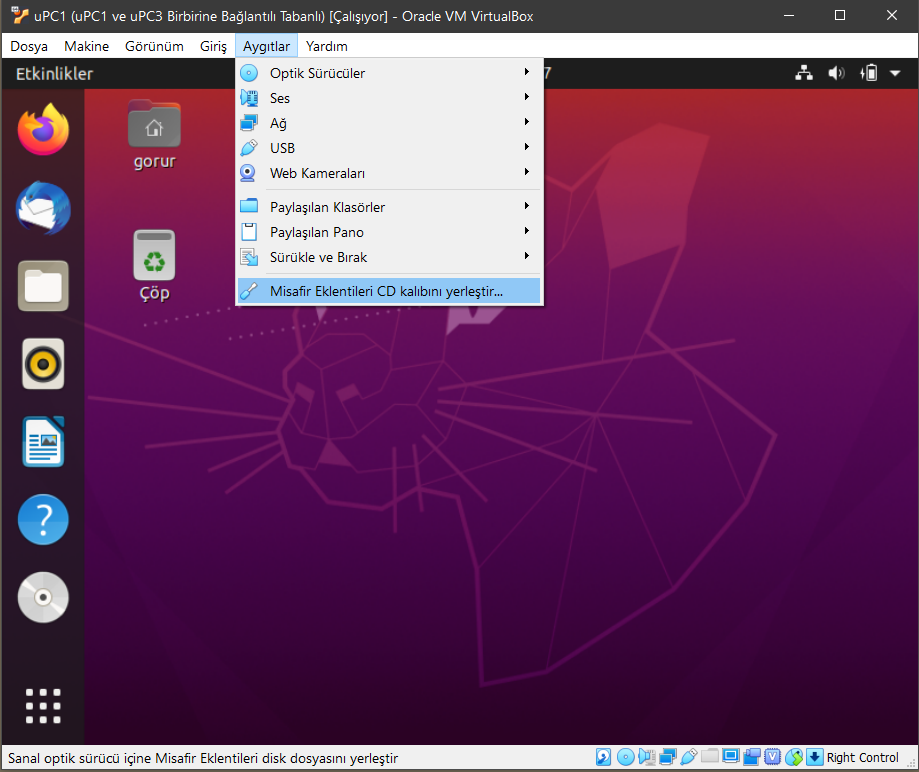 uPC1 (uPC1 ve uPC3 Birbirine Bağlantılı Tabanlı) [Çalışıyor] - Oracle VM VirtualBox
Dosya Makine Görünüm Giriş Aygıtlar Yardım
Etkinlikler
7
Optik Sürücüler
Ses
Ağ
USB
Web Kameraları
Paylaşılan Klasörler
Paylaşılan Pano
Sürükle ve Bırak
Misafir Eklentileri CD kalıbını yerleştir...
gorur
Çöp
Sanal optik sürücü içine Misafir Eklentileri disk dosyasını yerleştir
Right Control